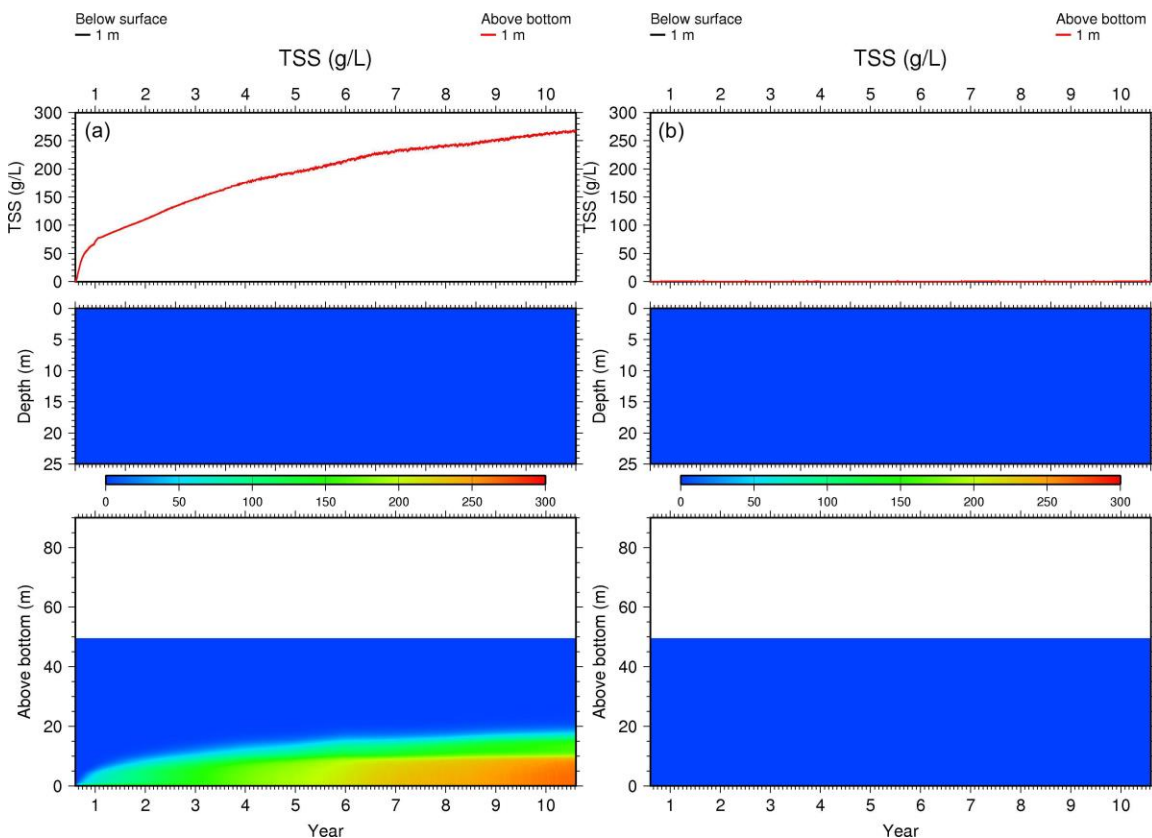 Below surface
1 m
Above bottom
1 m
TSS (g/L)
1 2 3 4 5 6 7 8 9 10
(a)
TSS (g/L)
300
250
200
150
100
50
0
Depth (m)
0
5
10
15
20
25
0 50 100 150 200 250 300
Above bottom (m)
80
60
40
20
0
1 2 3 4 5 6 7 8 9 10
Year
Below surface
1 m
Above bottom
1 m
TSS (g/L)
1 2 3 4 5 6 7 8 9 10
(b)
TSS (g/L)
300
250
200
150
100
50
0
Depth (m)
0
5
10
15
20
25
0 50 100 150 200 250 300
Above bottom (m)
80
60
40
20
0
1 2 3 4 5 6 7 8 9 10
Year